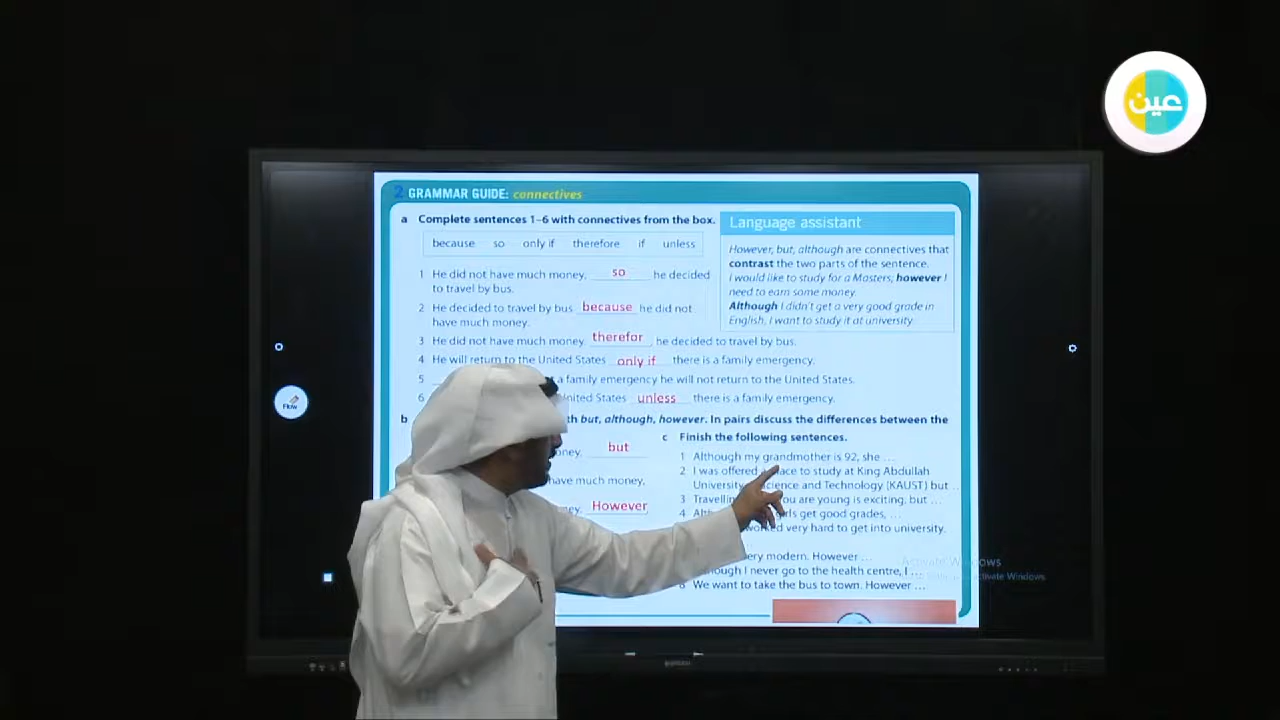 عين
2 GRAMMAR GUIDE: connectives
a Complete sentences 1–6 with connectives from the box.
because so only if therefore if unless
1 He did not have much money, so he decided
to travel by bus.
2 He decided to travel by bus because he did not
have much money.
3 He did not have much money. therefor, he decided to travel by bus.
4 He will return to the United States only if there is a family emergency.
5 a family emergency he will not return to the United States.
6 United States unless there is a family emergency.
Language assistant
However, but, although are connectives that
contrast the two parts of the sentence.
I would like to study for a Masters; however I
need to earn some money.
Although I didn't get a very good grade in
English, I want to study it at university.
b but, although, however. In pairs discuss the differences between the
but
have much money,
However
c Finish the following sentences.
1 Although my grandmother is 92, she ...
2 I was offered a place to study at King Abdullah
University Science and Technology (KAUST) but ...
3 you are young is exciting, but ...
4 girls get good grades, ...
worked very hard to get into university.
very modern. However ...
I never go to the health centre, I ...
8 We want to take the bus to town. However ...
Flow
Activate Windows